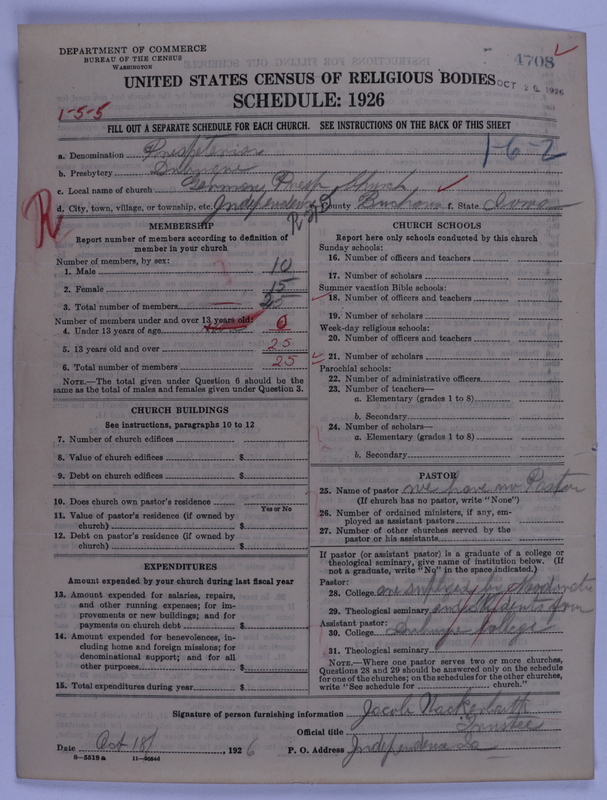 DEPARTMENT OF COMMERCE
BUREAU OF THE CENSUS
WASHINGTON
4708
UNITED STATES CENSUS OF RELIGIOUS BODIES
OCT 26 1926
SCHEDULE: 1926
1-5-5
FILL OUT A SEPARATE SCHEDULE FOR EACH CHURCH. SEE INSTRUCTIONS ON THE BACK OF THIS SHEET
1-6-2
a. Denomination Presbyterian
b. Presbytery Dubuque
c. Local name of church German Presb Church
d. City, town, village, or township, etc. Independence County Buchanan f. State Iowa
R
MEMBERSHIP
Report number of members according to definition of
member in your church
Number of members, by sex:
1. Male 10
2. Female 15
3. Total number of members 25
Number of members under and over 13 years old:
4. Under 13 years of age 0
5. 13 years old and over 25
6. Total number of members 25
NOTE.—The total given under Question 6 should be the
same as the total of males and females given under Question 3.
CHURCH BUILDINGS
See instructions, paragraphs 10 to 12
7. Number of church edifices
8. Value of church edifices $
9. Debt on church edifices $
10. Does church own pastor's residence
Yes or No
11. Value of pastor's residence (if owned by
church) $
12. Debt on pastor's residence (if owned by
church) $
EXPENDITURES
Amount expended by your church during last fiscal year
13. Amount expended for salaries, repairs,
and other running expenses; for im-
provements or new buildings; and for
payments on church debt $
14. Amount expended for benevolences, in-
cluding home and foreign missions; for
denominational support; and for all
other purposes $
15. Total expenditures during year $
CHURCH SCHOOLS
Report here only schools conducted by this church
Sunday schools:
16. Number of officers and teachers
17. Number of scholars
Summer vacation Bible schools:
18. Number of officers and teachers
19. Number of scholars
Week-day religious schools:
20. Number of officers and teachers
21. Number of scholars
Parochial schools:
22. Number of administrative officers
23. Number of teachers—
a. Elementary (grades 1 to 8)
b. Secondary
24. Number of scholars—
a. Elementary (grades 1 to 8)
b. Secondary
PASTOR
25. Name of pastor we have no Pastor
(If church has no pastor, write "None")
26. Number of ordained ministers, if any, em-
ployed as assistant pastors
27. Number of other churches served by the
pastor or his assistants
If pastor (or assistant pastor) is a graduate of a college or
theological seminary, give name of institution below. (If
not a graduate, write "No" in the space indicated.)
Pastor:
28. College are supplied by
29. Theological seminary and students from
Assistant pastor:
30. College Dubuque College
31. Theological seminary
NOTE.—Where one pastor serves two or more churches,
Questions 28 and 29 should be answered only on the schedule
for one of the churches; on the schedules for the other churches,
write "See schedule for church."
Signature of person furnishing information Jacob Wackerbarth
Official title Trustee
Date Oct 18, 1926 P. O. Address Independence Ia
8-5518 a